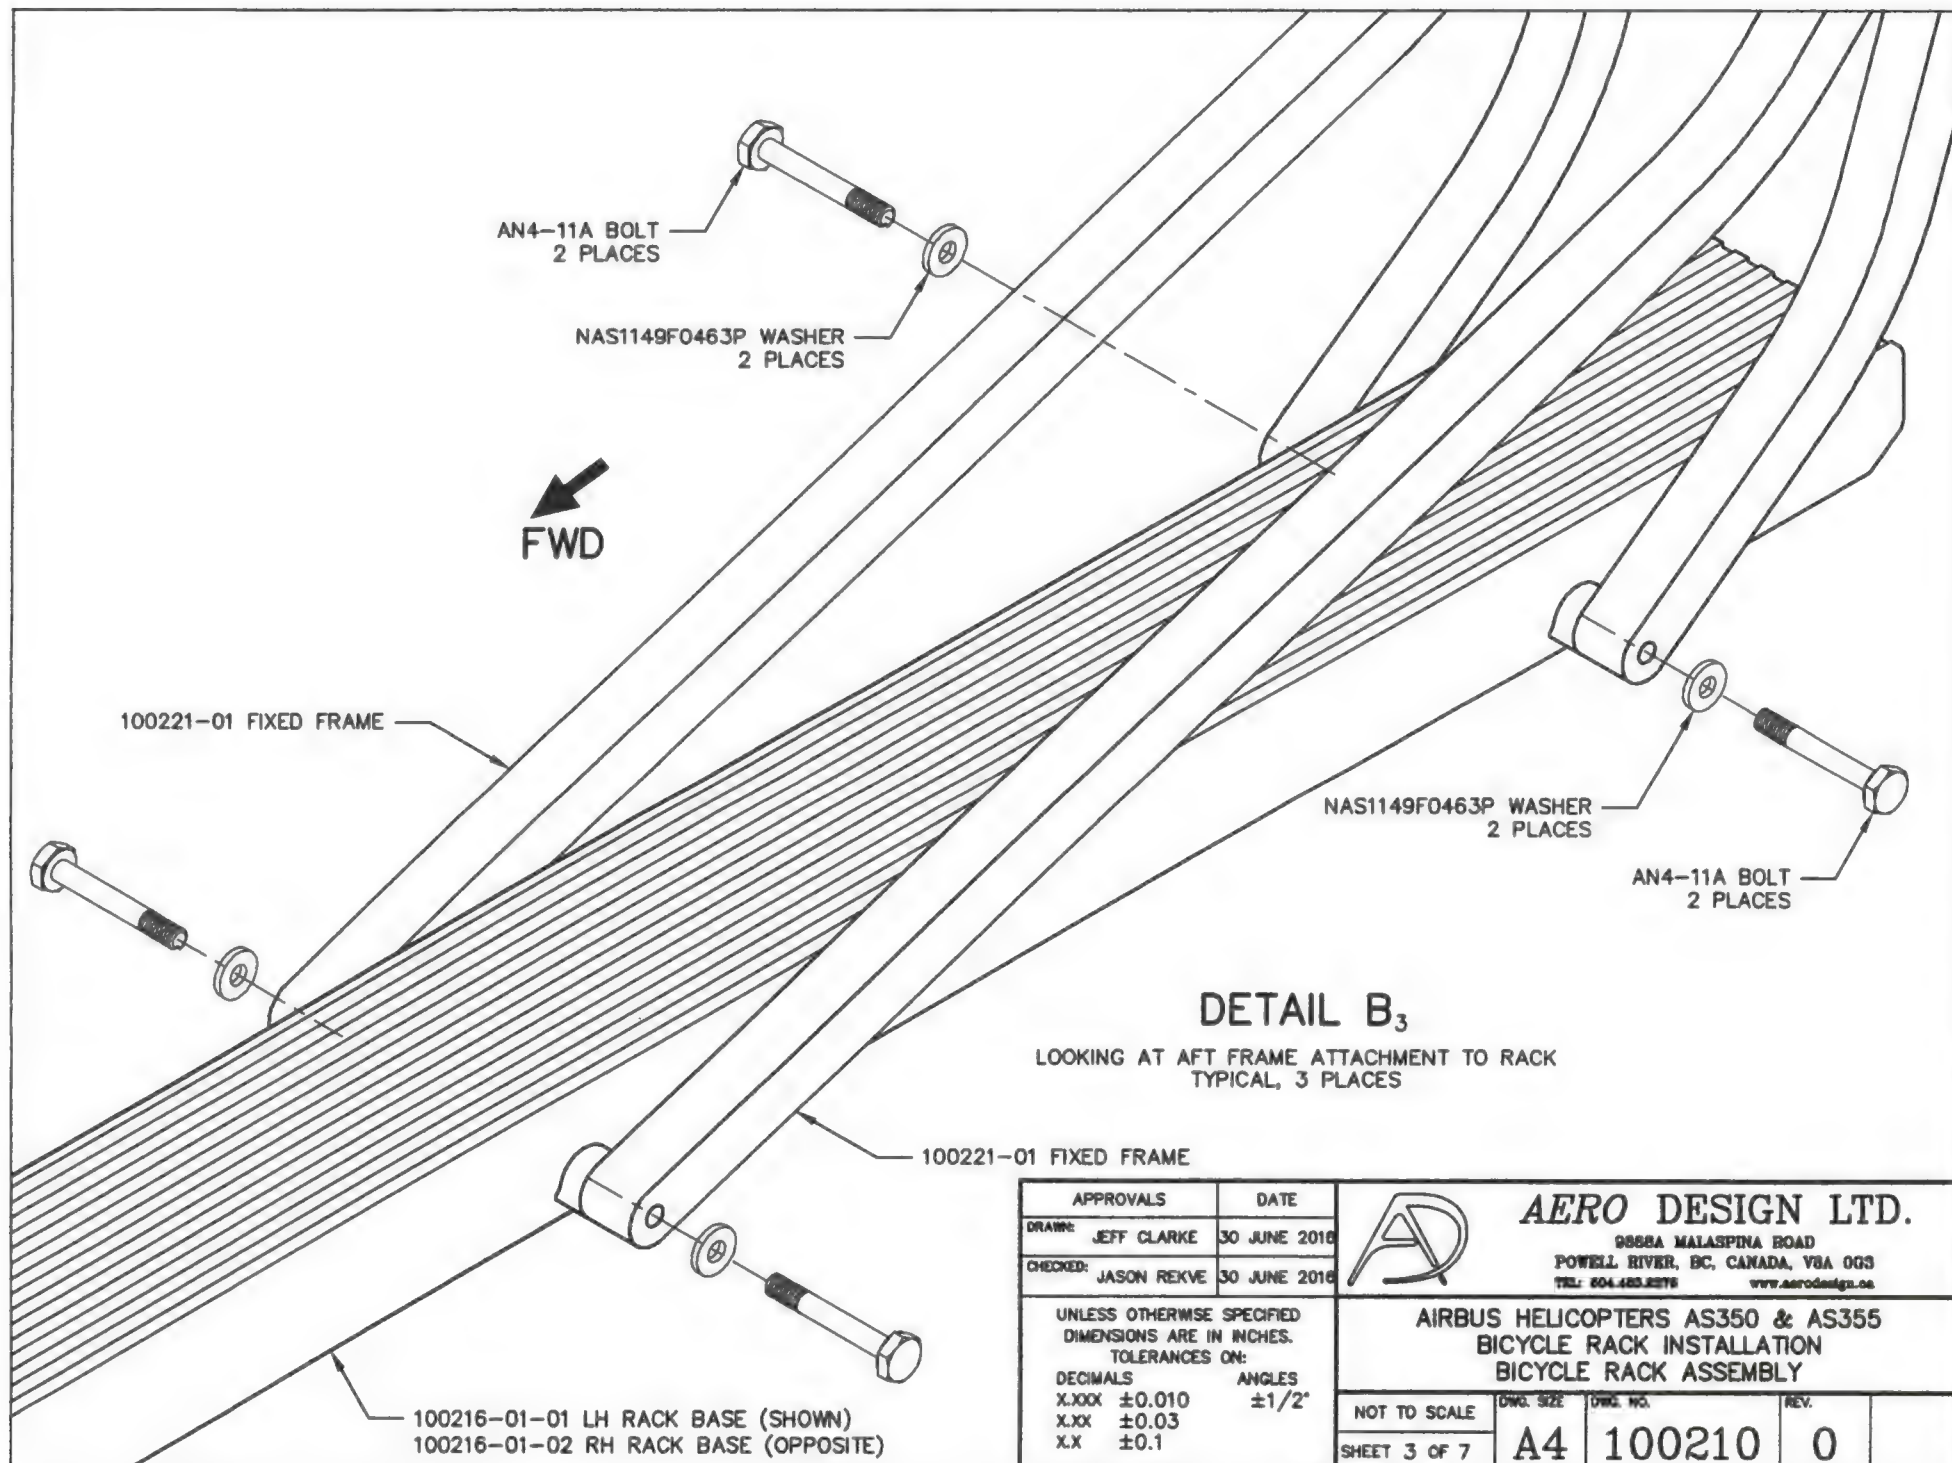 AN4-11A BOLT
2 PLACES
NAS1149F0463P WASHER
2 PLACES
FWD
100221-01 FIXED FRAME
NAS1149F0463P WASHER
2 PLACES
AN4-11A BOLT
2 PLACES
DETAIL B₃
LOOKING AT AFT FRAME ATTACHMENT TO RACK
TYPICAL, 3 PLACES
100221-01 FIXED FRAME
100216-01-01 LH RACK BASE (SHOWN)
100216-01-02 RH RACK BASE (OPPOSITE)
APPROVALS DATE
DRAWN: JEFF CLARKE 30 JUNE 2016
CHECKED: JASON REKVE 30 JUNE 2016
UNLESS OTHERWISE SPECIFIED
DIMENSIONS ARE IN INCHES.
TOLERANCES ON:
DECIMALS ANGLES
X.XXX ±0.010 ±1/2°
X.XX ±0.03
X.X ±0.1
AERO DESIGN LTD.
9888A MALASPINA ROAD
POWELL RIVER, BC, CANADA, V8A 0G3
TEL: www.aerodesign.ca
AIRBUS HELICOPTERS AS350 & AS355
BICYCLE RACK INSTALLATION
BICYCLE RACK ASSEMBLY
NOT TO SCALE
SHEET 3 OF 7
DWG. SIZE
A4
DWG. NO.
100210
REV.
0